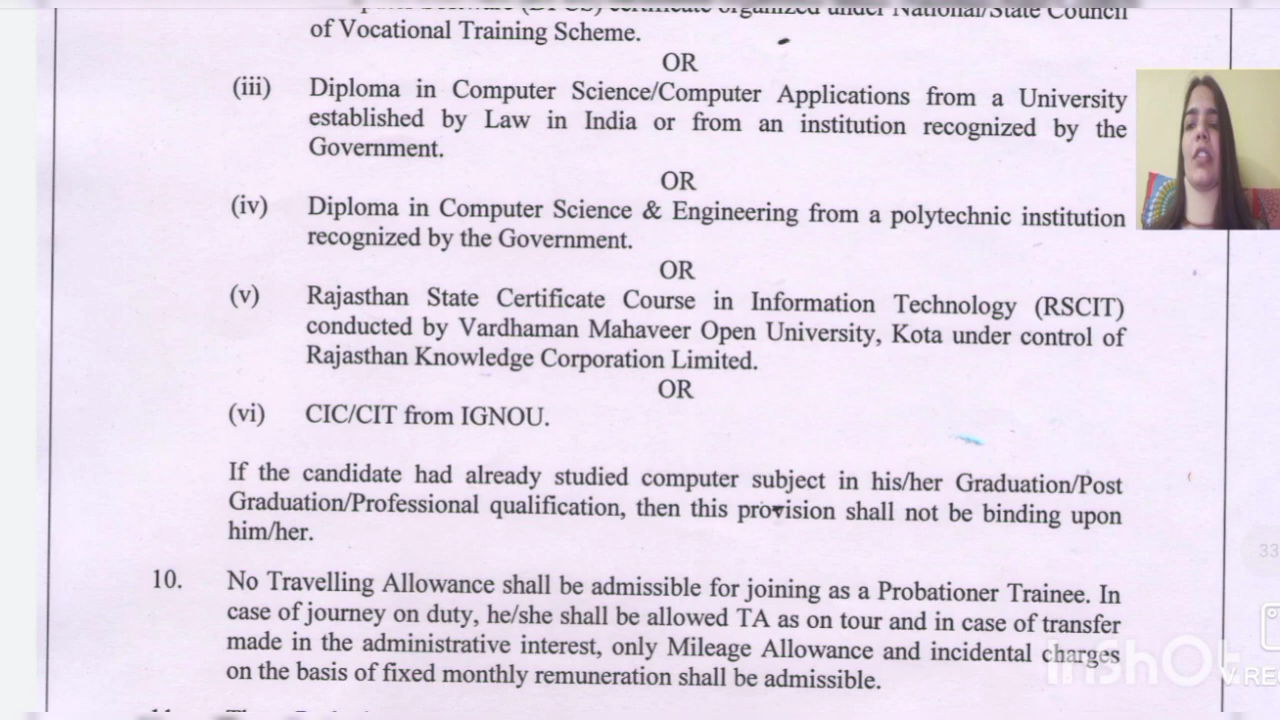 of Vocational Training Scheme.
OR
(iii) Diploma in Computer Science/Computer Applications from a University
established by Law in India or from an institution recognized by the
Government.
OR
(iv) Diploma in Computer Science & Engineering from a polytechnic institution
recognized by the Government.
OR
(v) Rajasthan State Certificate Course in Information Technology (RSCIT)
conducted by Vardhaman Mahaveer Open University, Kota under control of
Rajasthan Knowledge Corporation Limited.
OR
(vi) CIC/CIT from IGNOU.
If the candidate had already studied computer subject in his/her Graduation/Post
Graduation/Professional qualification, then this provision shall not be binding upon
him/her.
10. No Travelling Allowance shall be admissible for joining as a Probationer Trainee. In
case of journey on duty, he/she shall be allowed TA as on tour and in case of transfer
made in the administrative interest, only Mileage Allowance and incidental charges
on the basis of fixed monthly remuneration shall be admissible.
33
InShOt